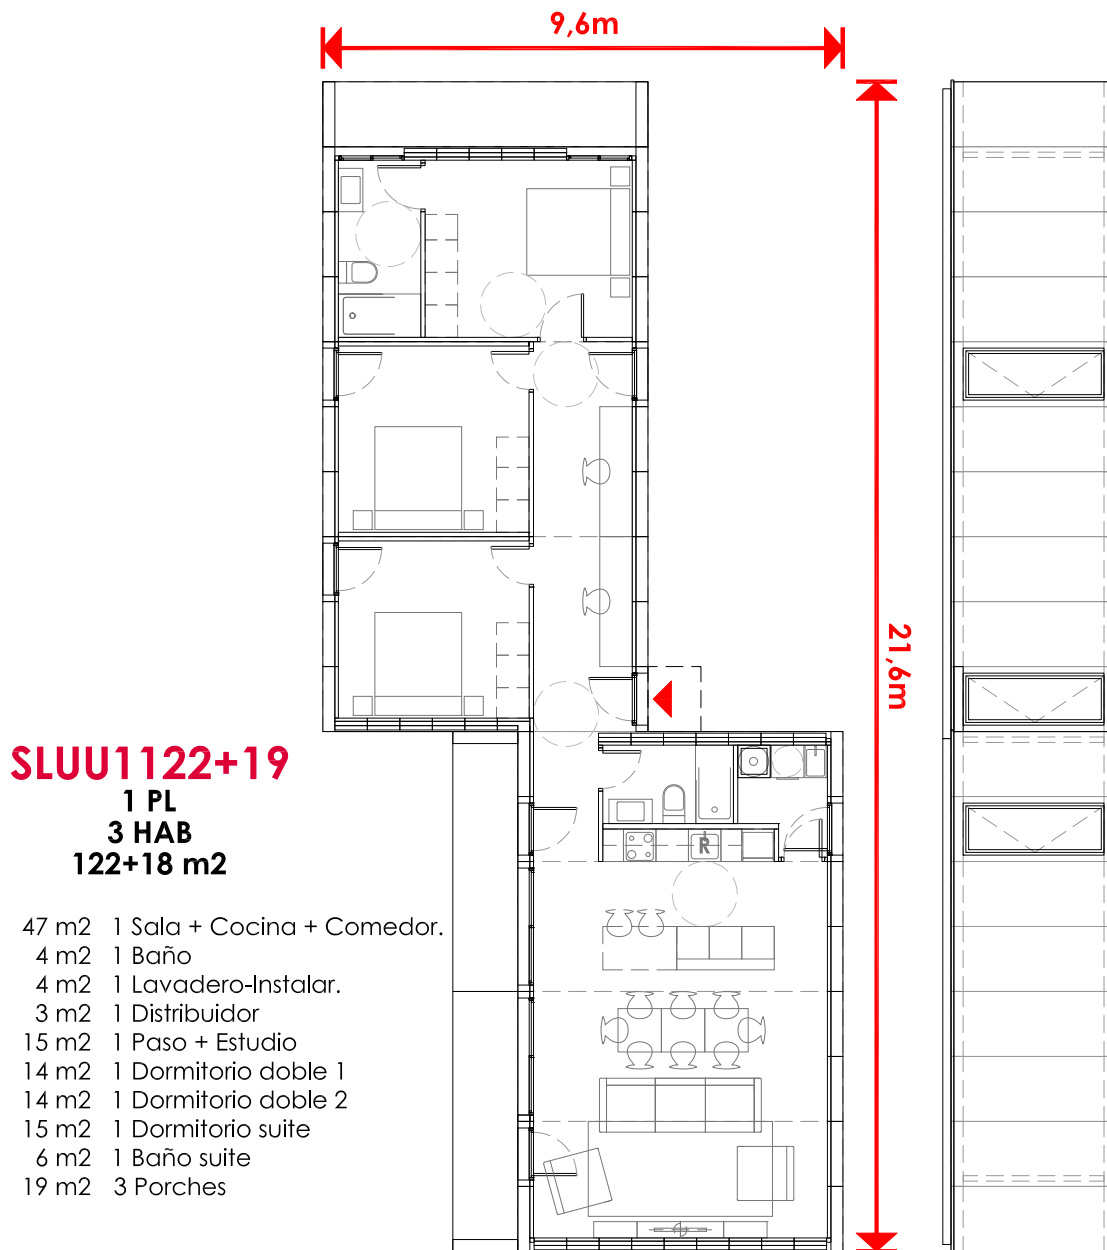 9,6m
21,6m
R
SLUU1122+19
1 PL
3 HAB
122+18 m2
47 m2 1 Sala + Cocina + Comedor.
4 m2 1 Baño
4 m2 1 Lavadero-Instalar.
3 m2 1 Distribuidor
15 m2 1 Paso + Estudio
14 m2 1 Dormitorio doble 1
14 m2 1 Dormitorio doble 2
15 m2 1 Dormitorio suite
6 m2 1 Baño suite
19 m2 3 Porches